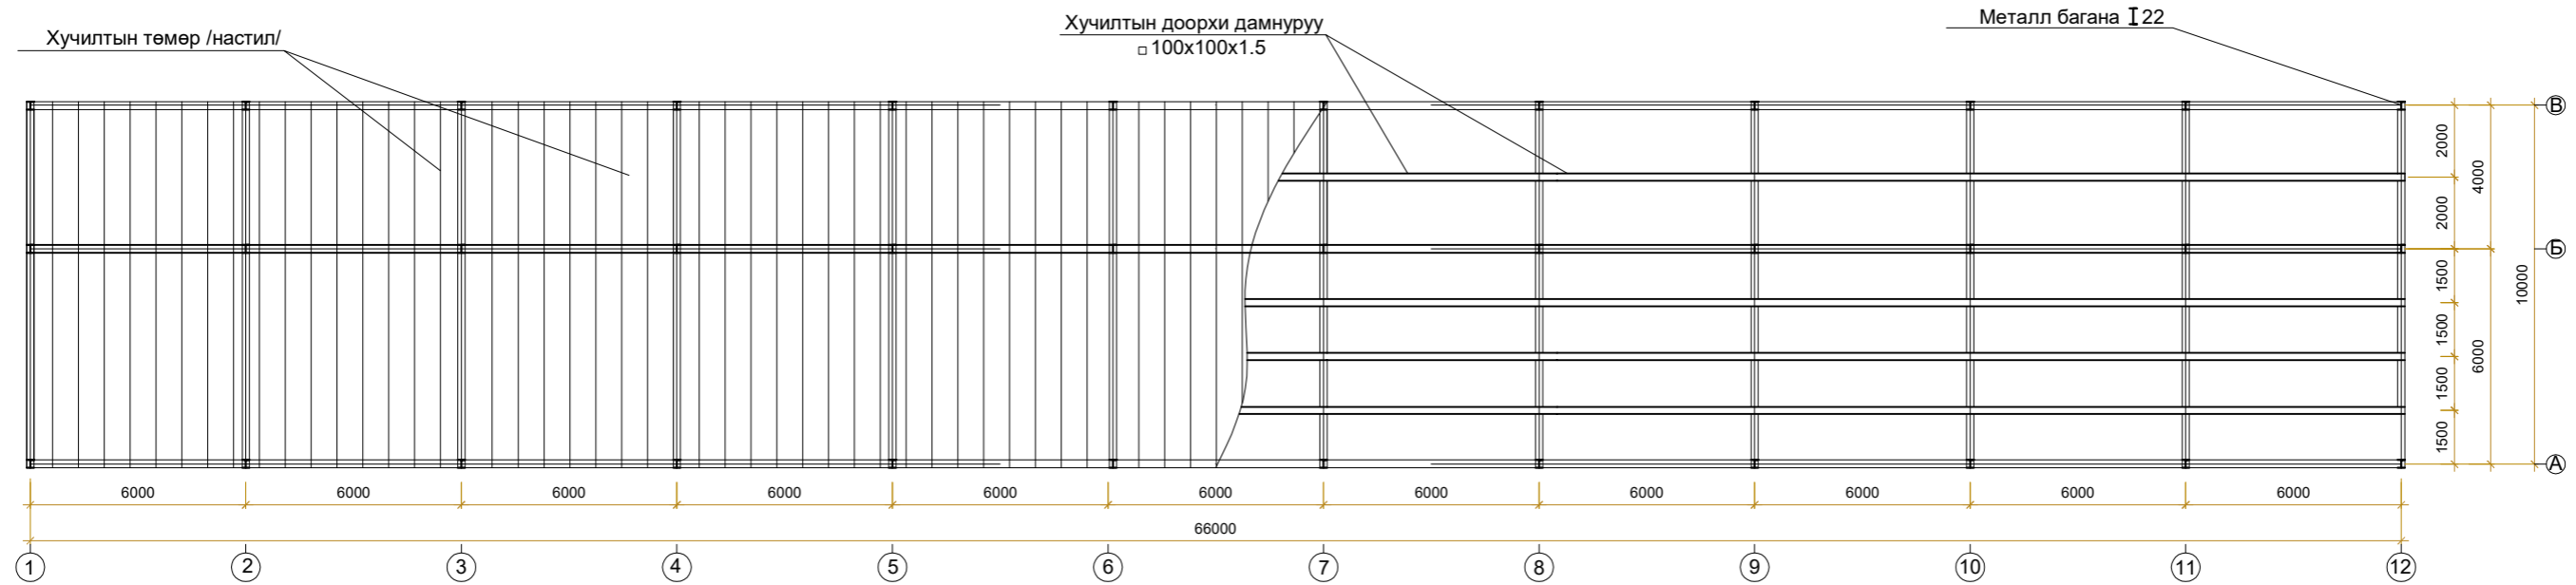 Хучилтын төмөр /настил/
Хучилтын доорхи дамнуруу
□ 100x100x1.5
Металл багана I 22
В
2000
4000
2000
Б
1500
10000
1500
6000
1500
1500
А
6000 6000 6000 6000 6000 6000 6000 6000 6000 6000 6000
66000
1 2 3 4 5 6 7 8 9 10 11 12